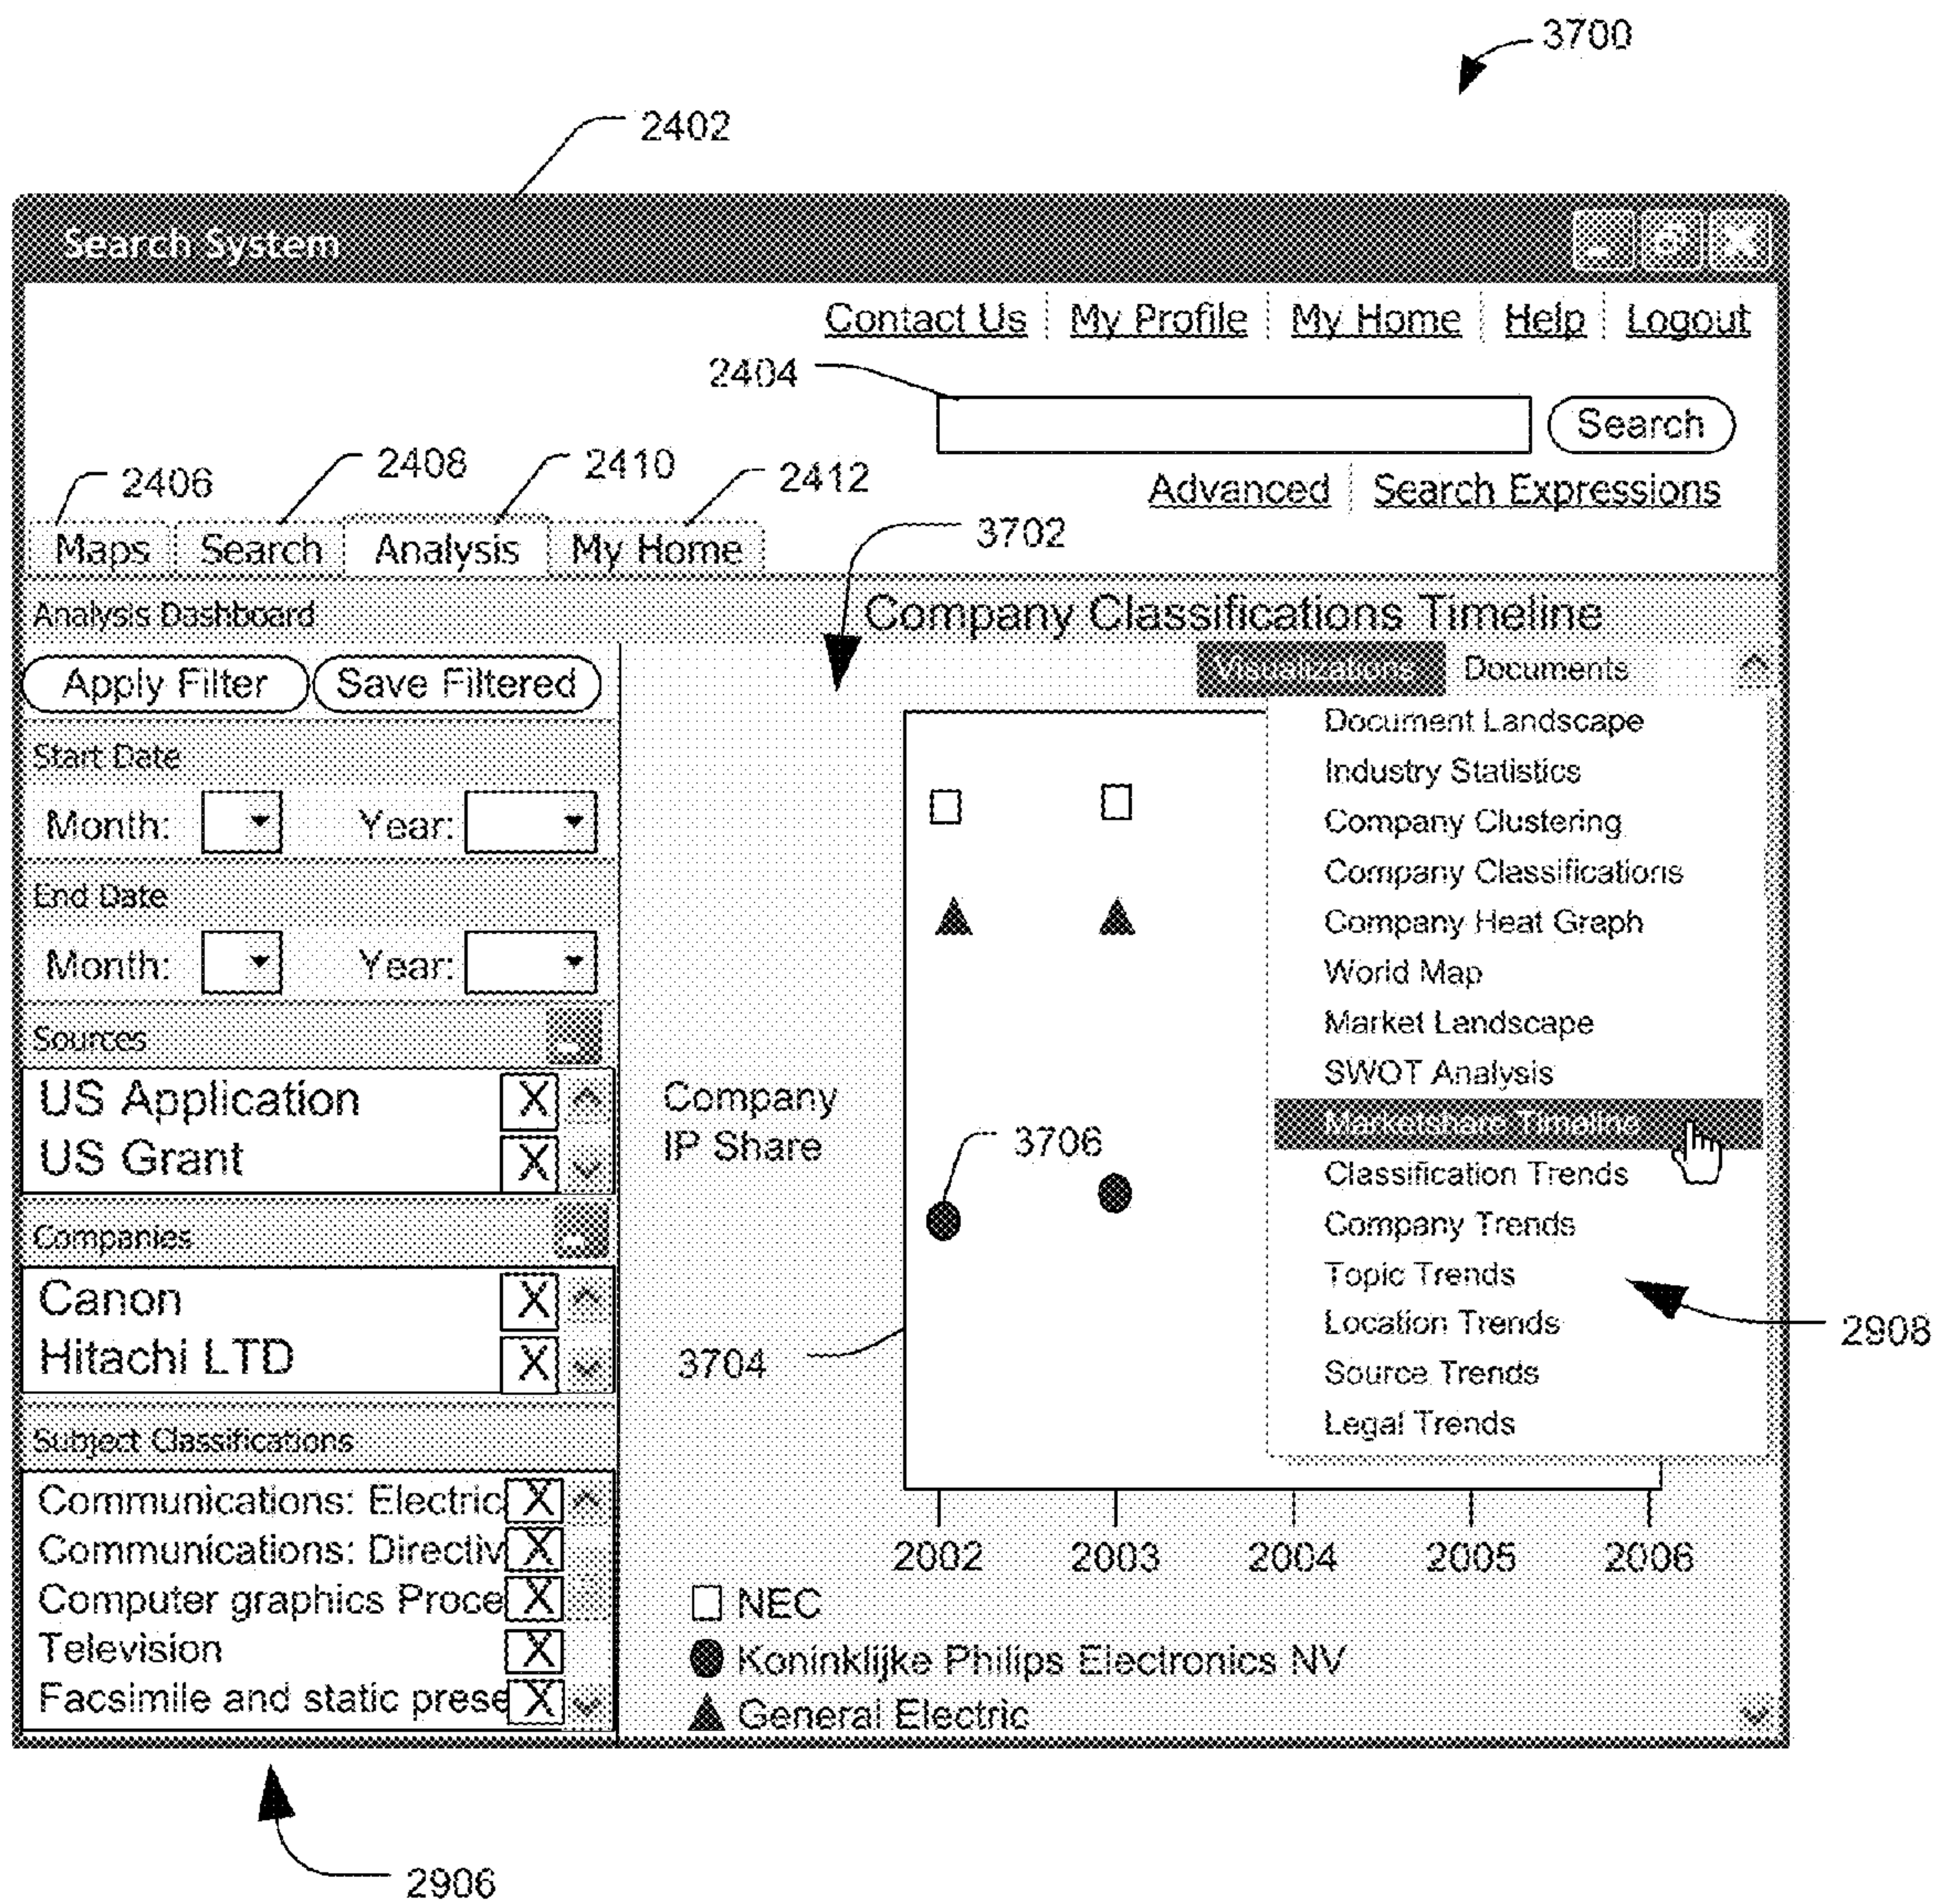 3700
2402
Search System
Contact Us My Profile My Home Help Logout
2404
Search
Advanced Search Expressions
2406 2408 2410 2412
Maps Search Analysis My Home
3702
Analysis Dashboard
Company Classifications Timeline
Apply Filter Save Filtered
Visualizations Documents
Start Date
Month: Year:
End Date
Month: Year:
Sources
US Application X
US Grant X
Companies
Canon X
Hitachi LTD X
Subject Classifications
Communications: Electric X
Communications: Directiv X
Computer graphics Proce X
Television X
Facsimile and static prese X
2906
Company
IP Share
3706
3704
Document Landscape
Industry Statistics
Company Clustering
Company Classifications
Company Heat Graph
World Map
Market Landscape
SWOT Analysis
Marketshare Timeline
Classification Trends
Company Trends
Topic Trends
Location Trends
Source Trends
Legal Trends
2908
2002 2003 2004 2005 2006
NEC
Koninklijke Philips Electronics NV
General Electric